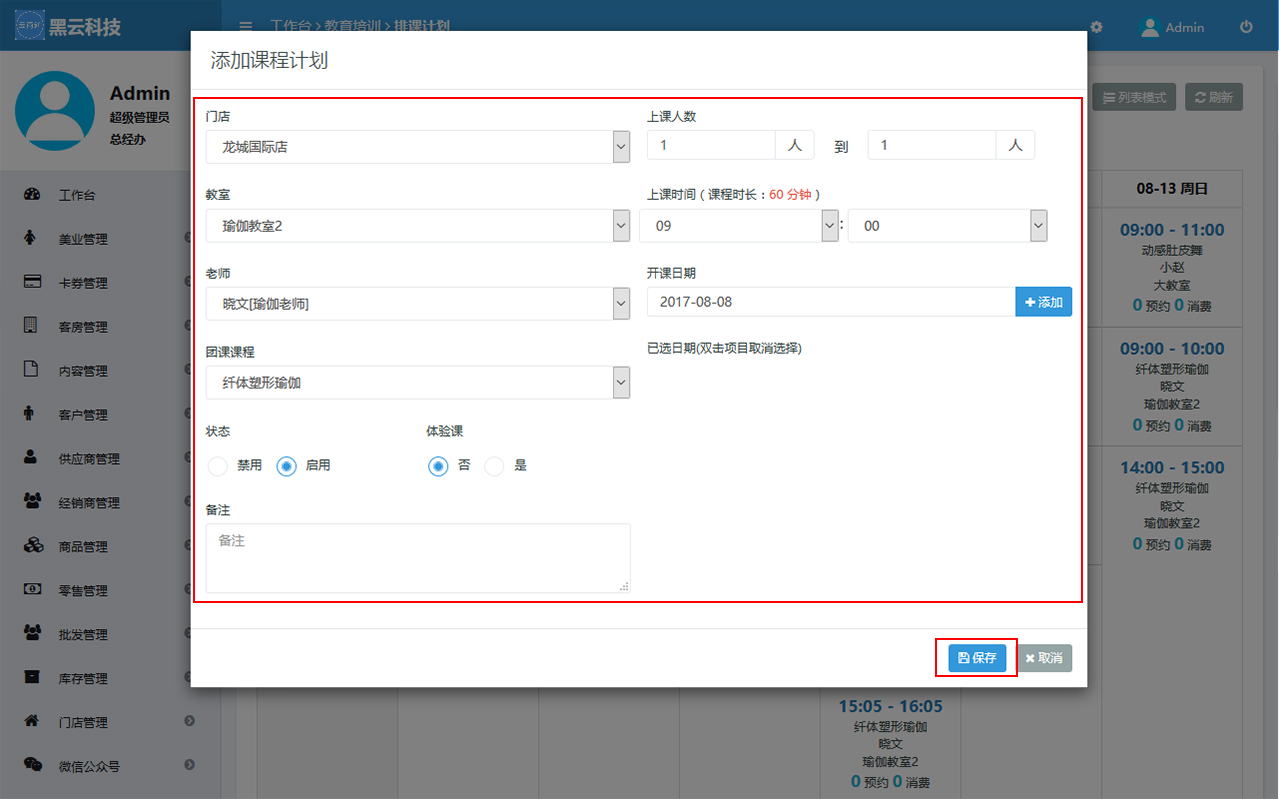 黑云科技
工作台 > 教育培训 > 排课计划
Admin
Admin
超级管理员
总经办
工作台
美业管理
卡券管理
客房管理
内容管理
客户管理
供应商管理
经销商管理
商品管理
零售管理
批发管理
库存管理
门店管理
微信公众号
列表模式
刷新
添加课程计划
门店
龙城国际店
上课人数
1 人 到 1 人
教室
瑜伽教室2
上课时间 ( 课程时长：60 分钟 )
09 : 00
老师
晓文[瑜伽老师]
开课日期
2017-08-08
添加
团课课程
纤体塑形瑜伽
已选日期(双击项目取消选择)
状态
禁用 启用
体验课
否 是
备注
备注
保存
取消
08-13 周日
09:00 - 11:00
动感肚皮舞
小赵
大教室
0 预约 0 消费
09:00 - 10:00
纤体塑形瑜伽
晓文
瑜伽教室2
0 预约 0 消费
14:00 - 15:00
纤体塑形瑜伽
晓文
瑜伽教室2
0 预约 0 消费
15:05 - 16:05
纤体塑形瑜伽
晓文
瑜伽教室2
0 预约 0 消费